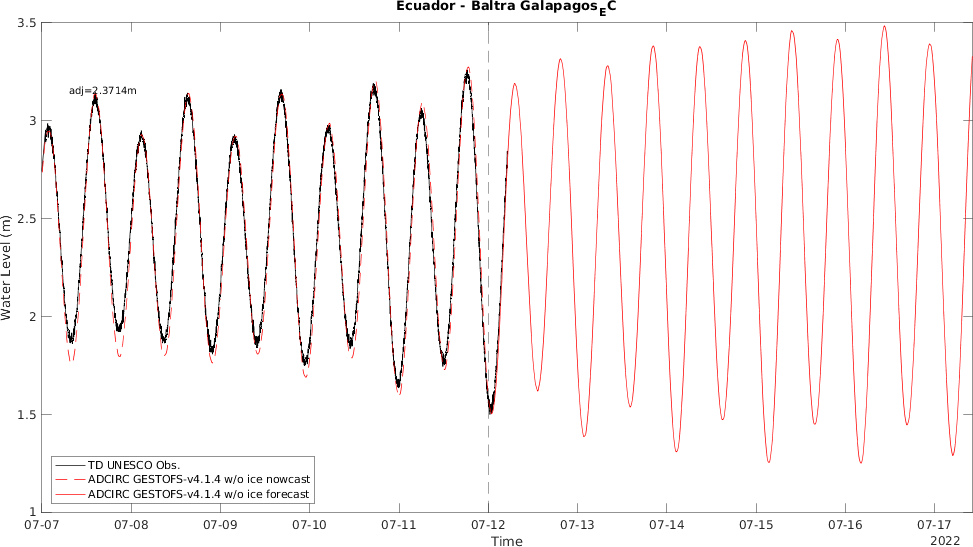 Ecuador - Baltra Galapagos_EC
3.5
adj=2.3714m
3
2.5
Water Level (m)
2
1.5
TD UNESCO Obs.
ADCIRC GESTOFS-v4.1.4 w/o ice nowcast
ADCIRC GESTOFS-v4.1.4 w/o ice forecast
1
07-07 07-08 07-09 07-10 07-11 07-12 07-13 07-14 07-15 07-16 07-17
Time
2022